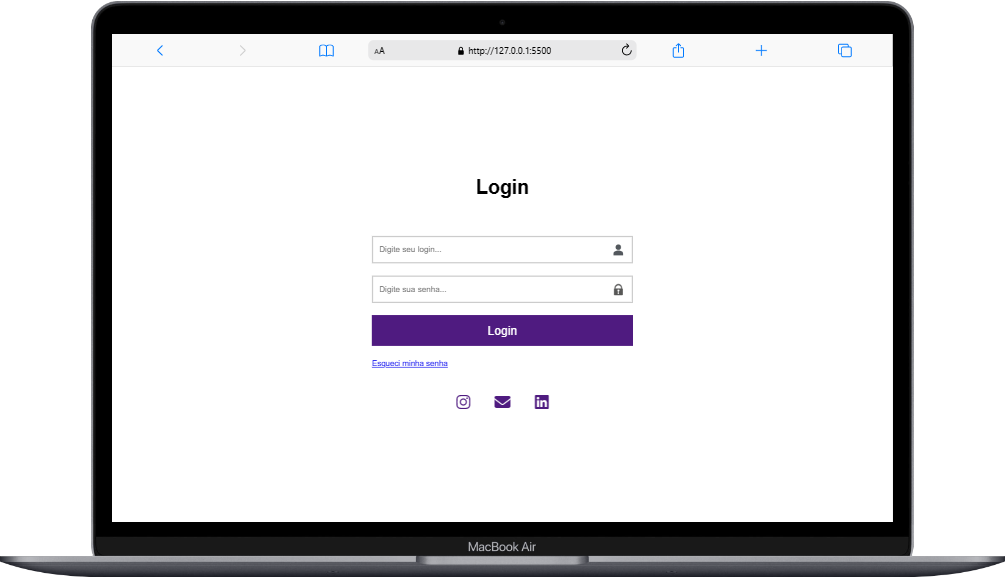 AA http://127.0.0.1:5500
Login
Digite seu login...
Digite sua senha...
Login
Esqueci minha senha
MacBook Air